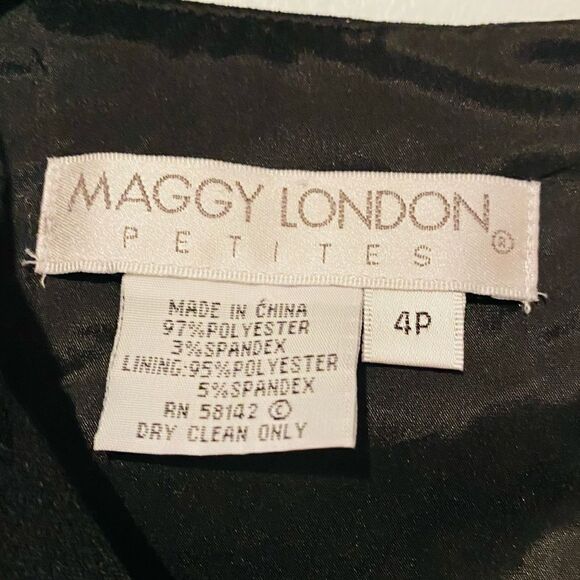 MAGGY LONDON®
PETITES
MADE IN CHINA
97%POLYESTER
3%SPANDEX
LINING:95%POLYESTER
5%SPANDEX
RN 58142 ©
DRY CLEAN ONLY
4P